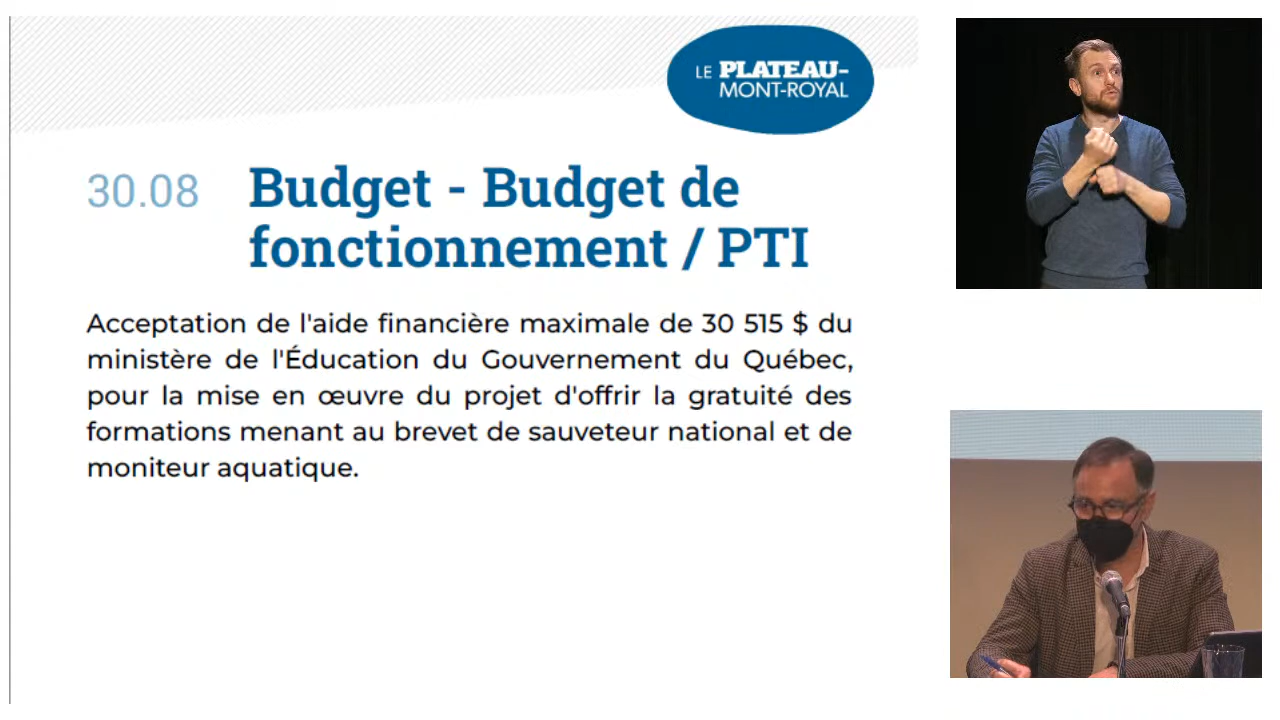 LE PLATEAU-
MONT-ROYAL
30.08 Budget - Budget de
fonctionnement / PTI
Acceptation de l'aide financière maximale de 30 515 $ du
ministère de l'Éducation du Gouvernement du Québec,
pour la mise en œuvre du projet d'offrir la gratuité des
formations menant au brevet de sauveteur national et de
moniteur aquatique.